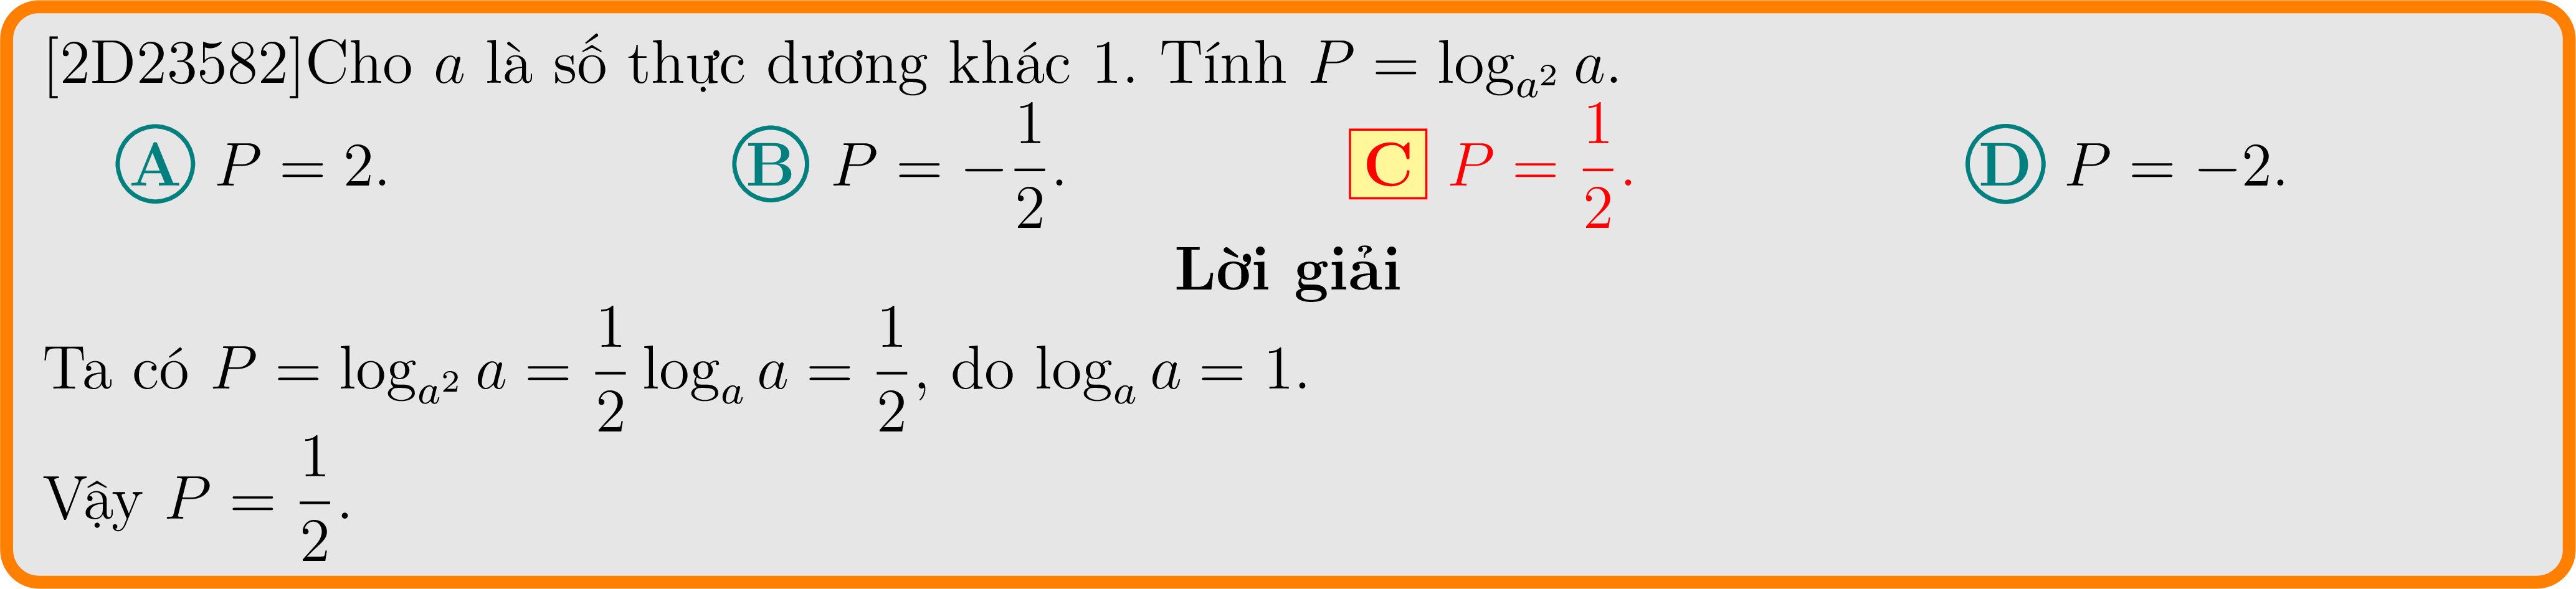 [2D23582]Cho a là số thực dương khác 1. Tính P = log_{a^2} a.
A P = 2. B P = -\frac{1}{2}. C P = \frac{1}{2}. D P = -2.
Lời giải
Ta có P = log_{a^2} a = \frac{1}{2} log_a a = \frac{1}{2}, do log_a a = 1.
Vậy P = \frac{1}{2}.